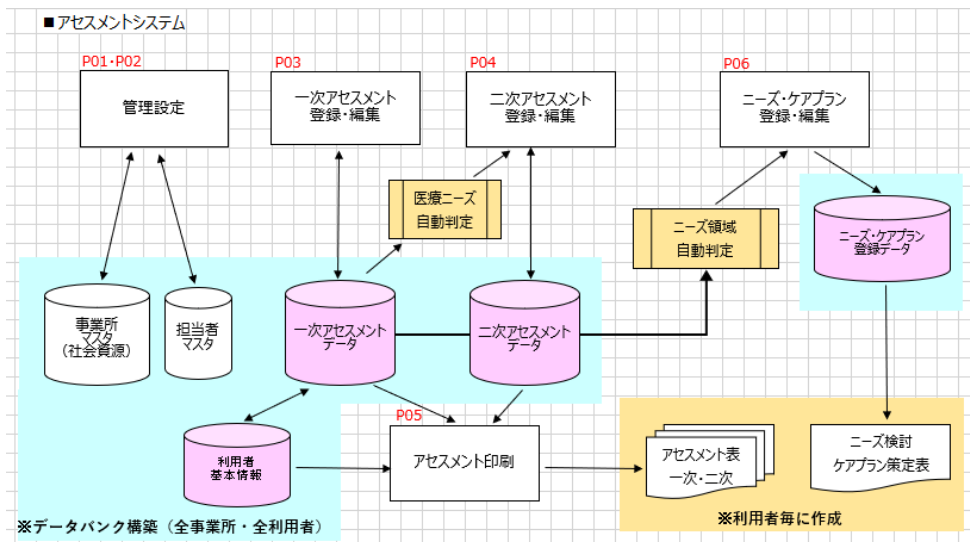 ■アセスメントシステム
P01・P02
管理設定
P03
一次アセスメント
登録・編集
P04
二次アセスメント
登録・編集
P06
ニーズ・ケアプラン
登録・編集
医療ニーズ
自動判定
ニーズ領域
自動判定
ニーズ・ケアプラン
登録データ
事業所
マスタ
（社会資源）
担当者
マスタ
一次アセスメント
データ
二次アセスメント
データ
利用者
基本情報
P05
アセスメント印刷
アセスメント表
一次・二次
ニーズ検討
ケアプラン策定表
※データバンク構築（全事業所・全利用者）
※利用者毎に作成